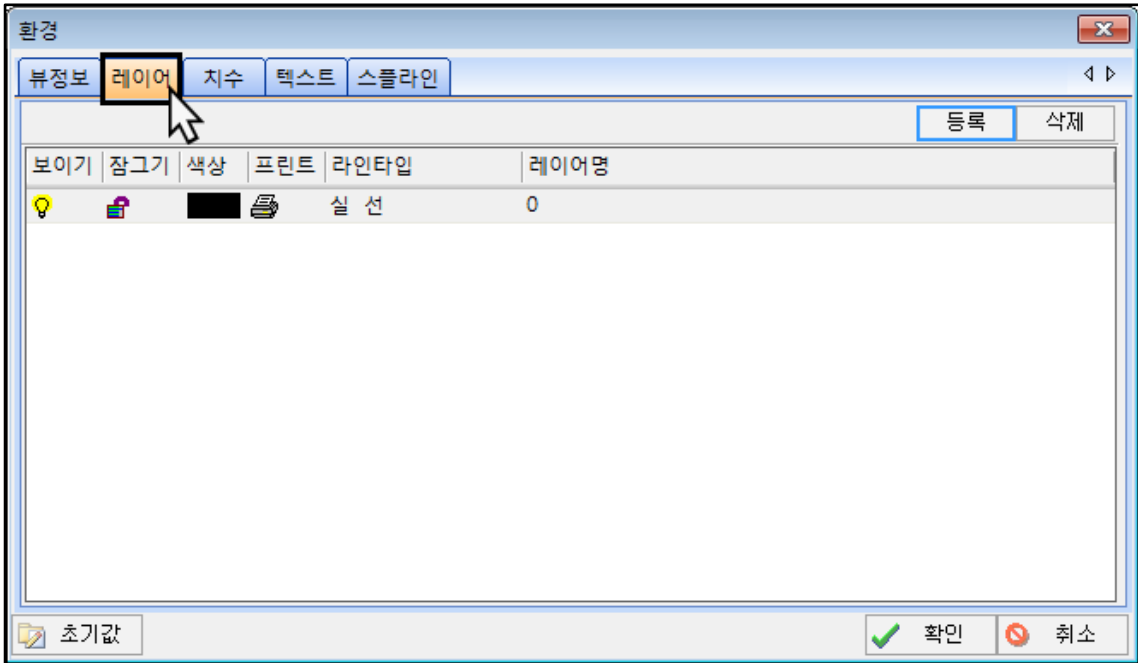 환경
뷰정보 레이어 치수 텍스트 스플라인
등록 삭제
보이기 잠그기 색상 프린트 라인타입 레이어명
실 선 0
초기값 확인 취소